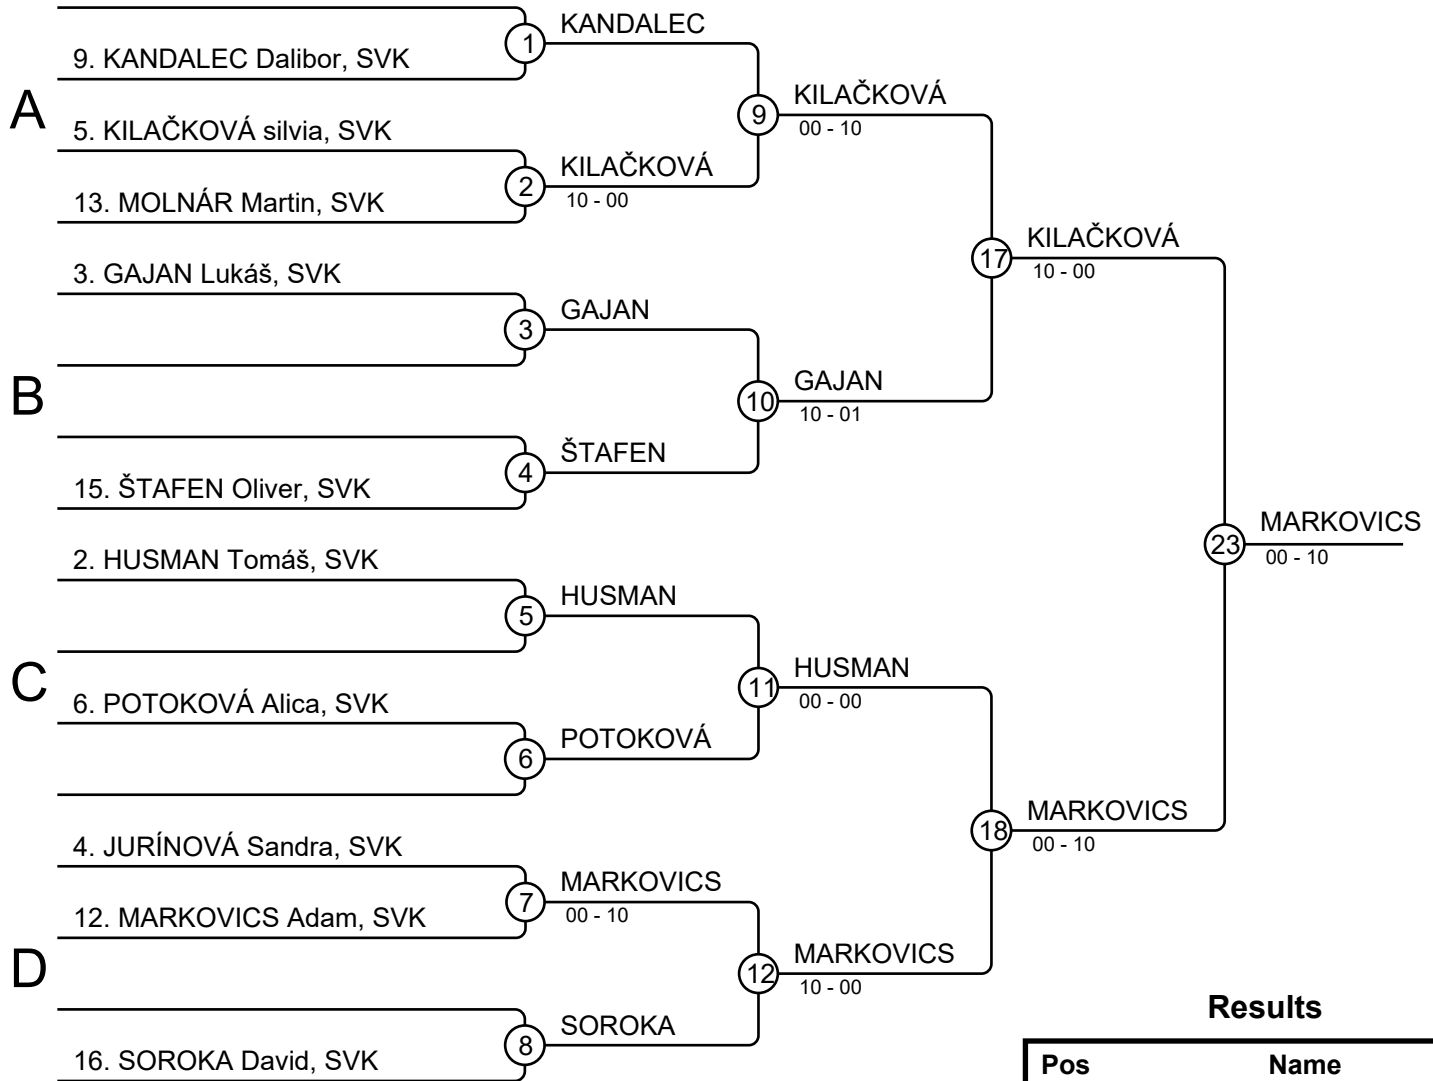 A
9. KANDALEC Dalibor, SVK
5. KILAČKOVÁ silvia, SVK
13. MOLNÁR Martin, SVK
B
3. GAJAN Lukáš, SVK
15. ŠTAFEN Oliver, SVK
C
2. HUSMAN Tomáš, SVK
6. POTOKOVÁ Alica, SVK
D
4. JURÍNOVÁ Sandra, SVK
12. MARKOVICS Adam, SVK
16. SOROKA David, SVK
1
KANDALEC
2
KILAČKOVÁ
10 - 00
3
GAJAN
4
ŠTAFEN
5
HUSMAN
6
POTOKOVÁ
7
MARKOVICS
00 - 10
8
SOROKA
9
KILAČKOVÁ
00 - 10
10
GAJAN
10 - 01
11
HUSMAN
00 - 00
12
MARKOVICS
10 - 00
17
KILAČKOVÁ
10 - 00
18
MARKOVICS
00 - 10
23
MARKOVICS
00 - 10
Results
Pos Name